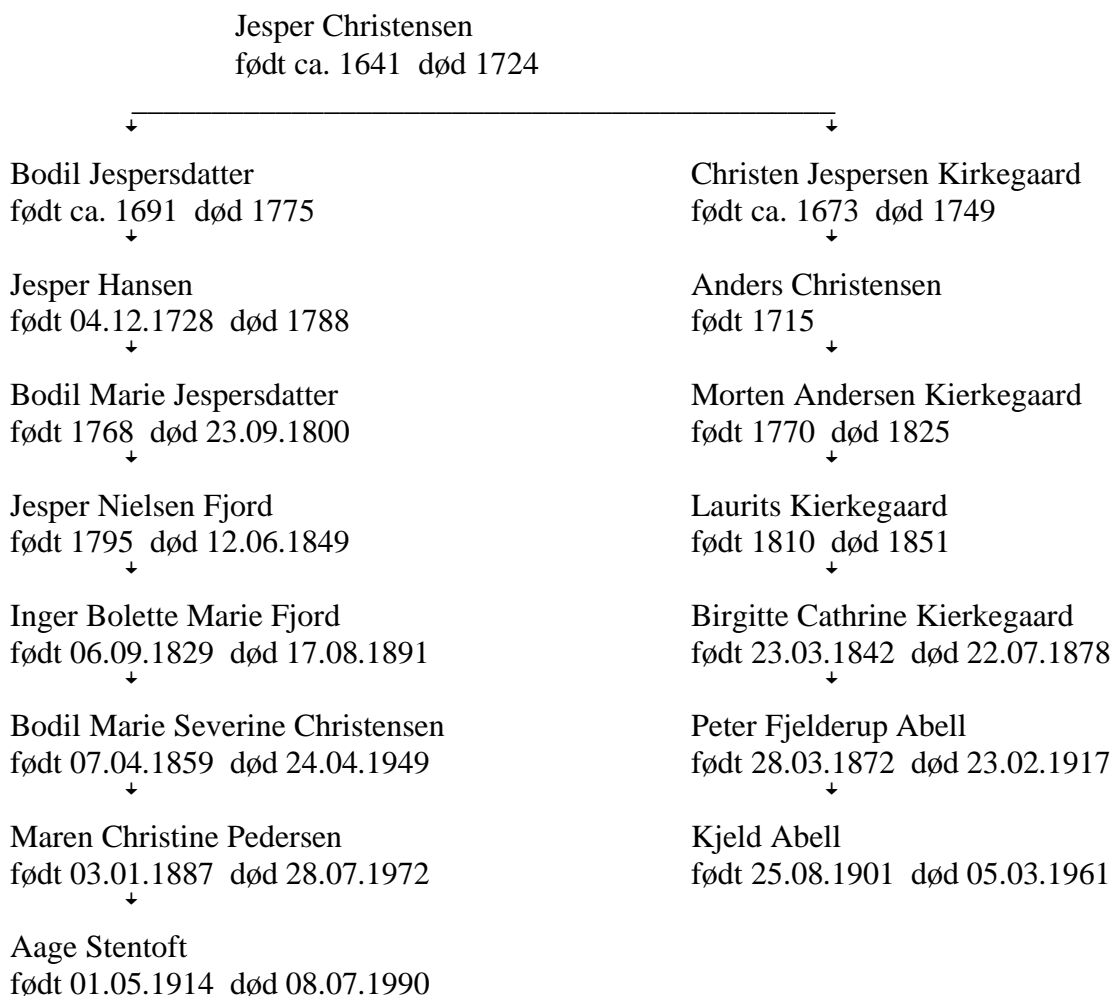 Jesper Christensen
født ca. 1641 død 1724
Bodil Jespersdatter
født ca. 1691 død 1775
Christen Jespersen Kirkegaard
født ca. 1673 død 1749
Jesper Hansen
født 04.12.1728 død 1788
Anders Christensen
født 1715
Bodil Marie Jespersdatter
født 1768 død 23.09.1800
Morten Andersen Kierkegaard
født 1770 død 1825
Jesper Nielsen Fjord
født 1795 død 12.06.1849
Laurits Kierkegaard
født 1810 død 1851
Inger Bolette Marie Fjord
født 06.09.1829 død 17.08.1891
Birgitte Cathrine Kierkegaard
født 23.03.1842 død 22.07.1878
Bodil Marie Severine Christensen
født 07.04.1859 død 24.04.1949
Peter Fjelderup Abell
født 28.03.1872 død 23.02.1917
Maren Christine Pedersen
født 03.01.1887 død 28.07.1972
Kjeld Abell
født 25.08.1901 død 05.03.1961
Aage Stentoft
født 01.05.1914 død 08.07.1990